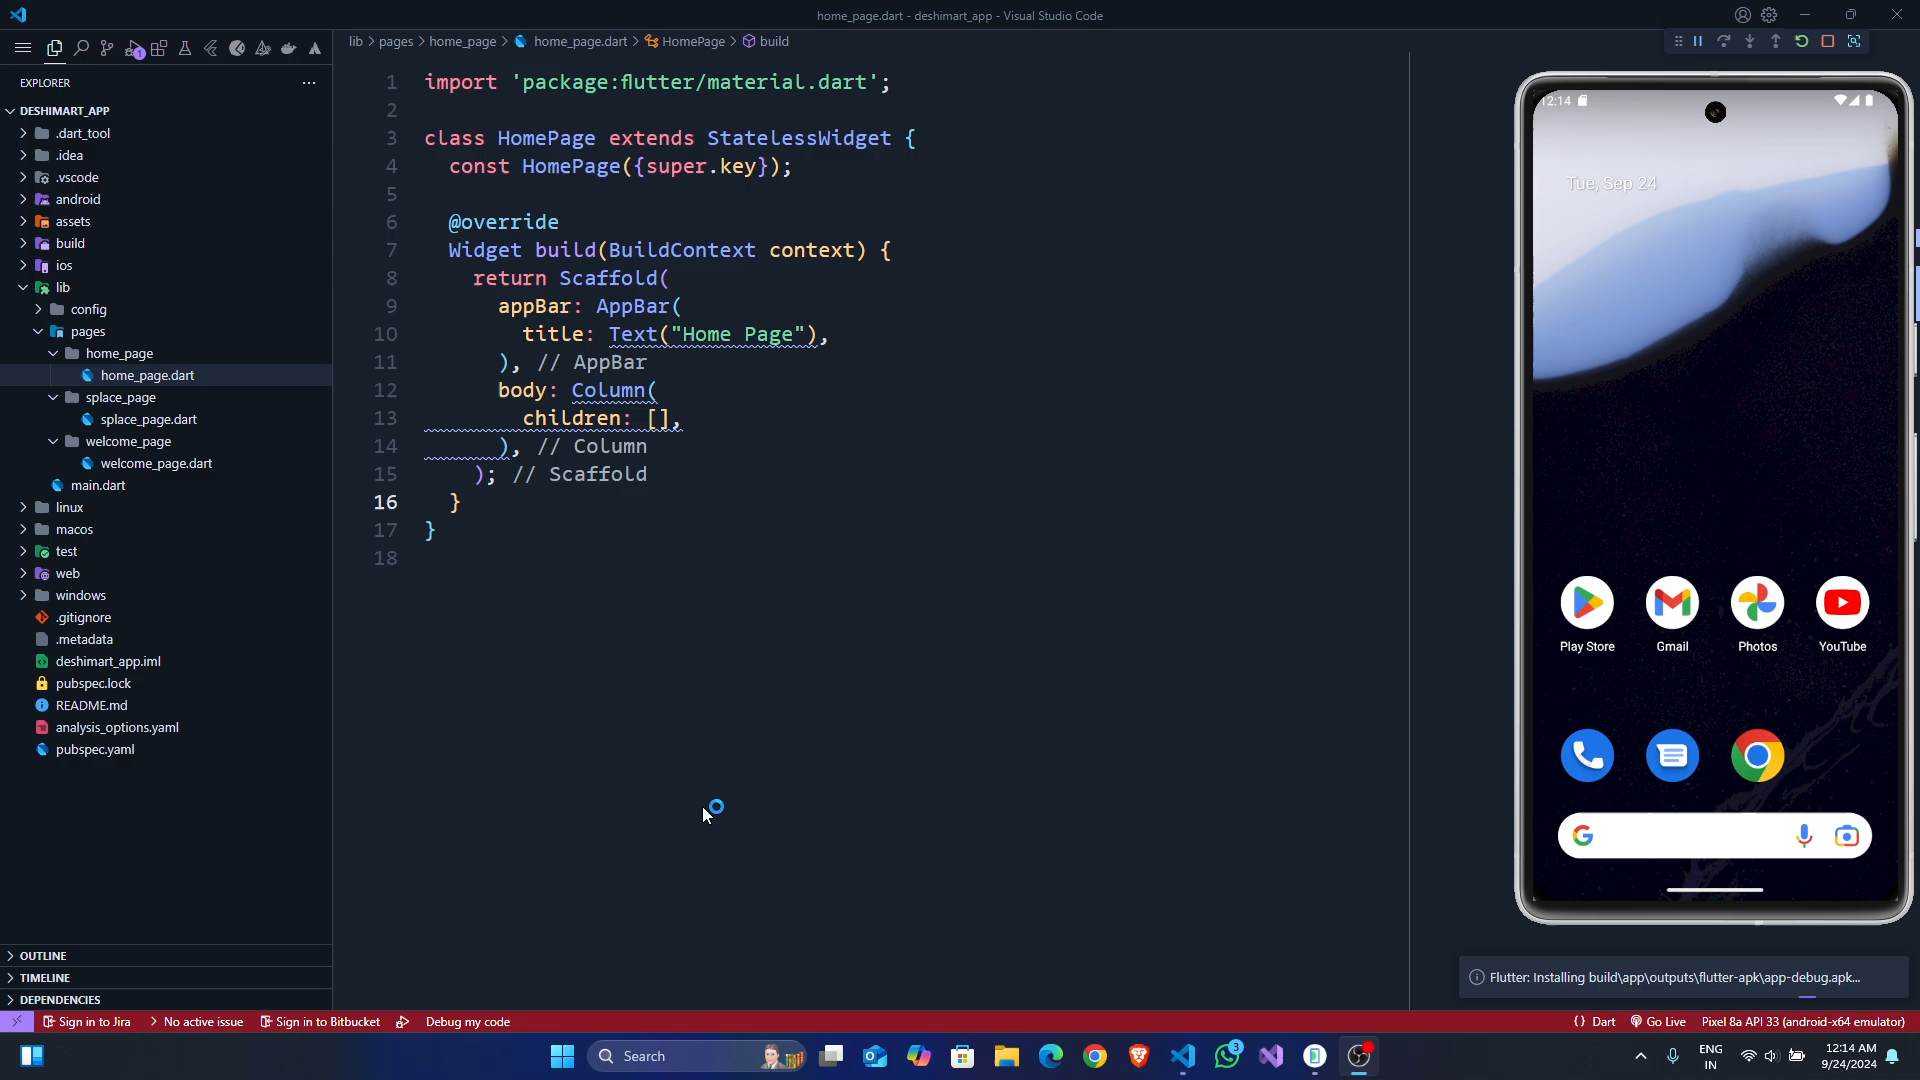 home_page.dart - deshimart_app - Visual Studio Code
1
EXPLORER
lib > pages > home_page > home_page.dart > HomePage > build
DESHIMART_APP
.dart_tool
.idea
.vscode
android
assets
build
ios
lib
config
pages
home_page
home_page.dart
splace_page
splace_page.dart
welcome_page
welcome_page.dart
main.dart
linux
macos
test
web
windows
.gitignore
.metadata
deshimart_app.iml
pubspec.lock
README.md
analysis_options.yaml
pubspec.yaml
OUTLINE
TIMELINE
DEPENDENCIES
1 import 'package:flutter/material.dart';
2
3 class HomePage extends StatelessWidget {
4 const HomePage({super.key});
5
6 @override
7 Widget build(BuildContext context) {
8 return Scaffold(
9 appBar: AppBar(
10 title: Text("Home Page"),
11 ), // AppBar
12 body: Column(
13 children: [],
14 ), // Column
15 ); // Scaffold
16 }
17 }
18
12:14
Tue, Sep 24
Play Store Gmail Photos YouTube
Flutter: Installing build\app\outputs\flutter-apk\app-debug.apk...
Sign in to Jira No active issue Sign in to Bitbucket Debug my code
{} Dart Go Live Pixel 8a API 33 (android-x64 emulator)
Search
3
ENG
IN
12:14 AM
9/24/2024